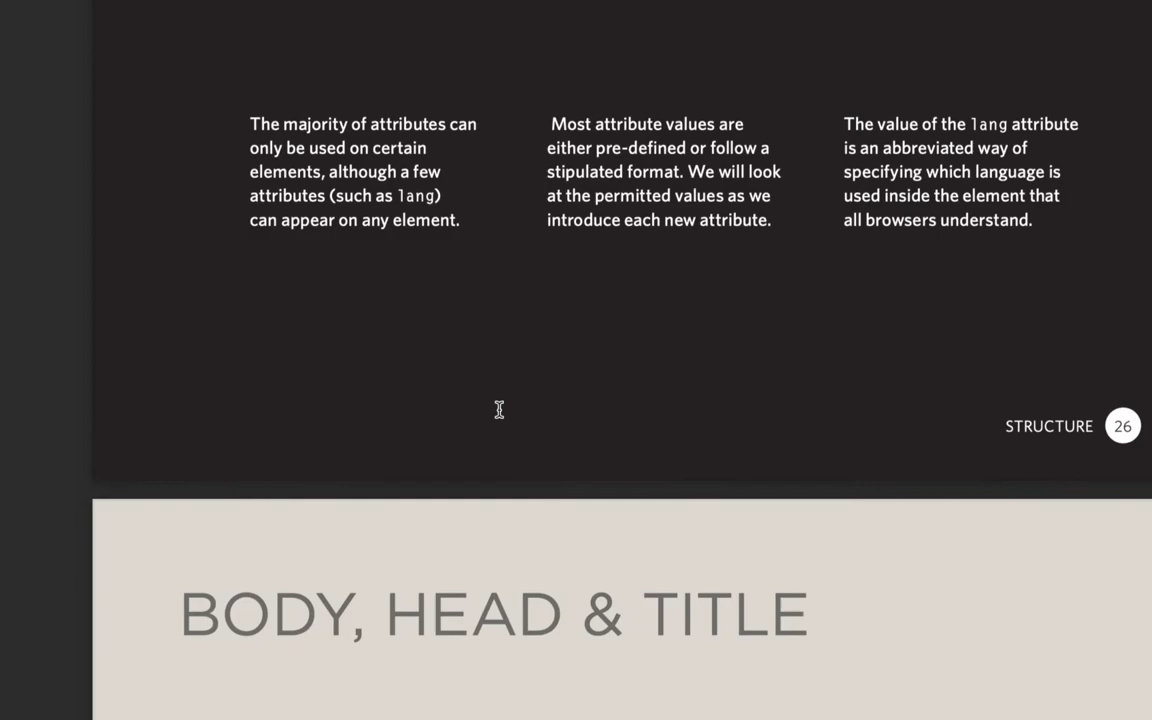 The majority of attributes can
only be used on certain
elements, although a few
attributes (such as lang)
can appear on any element.
Most attribute values are
either pre-defined or follow a
stipulated format. We will look
at the permitted values as we
introduce each new attribute.
The value of the lang attribute
is an abbreviated way of
specifying which language is
used inside the element that
all browsers understand.
STRUCTURE 26
BODY, HEAD & TITLE